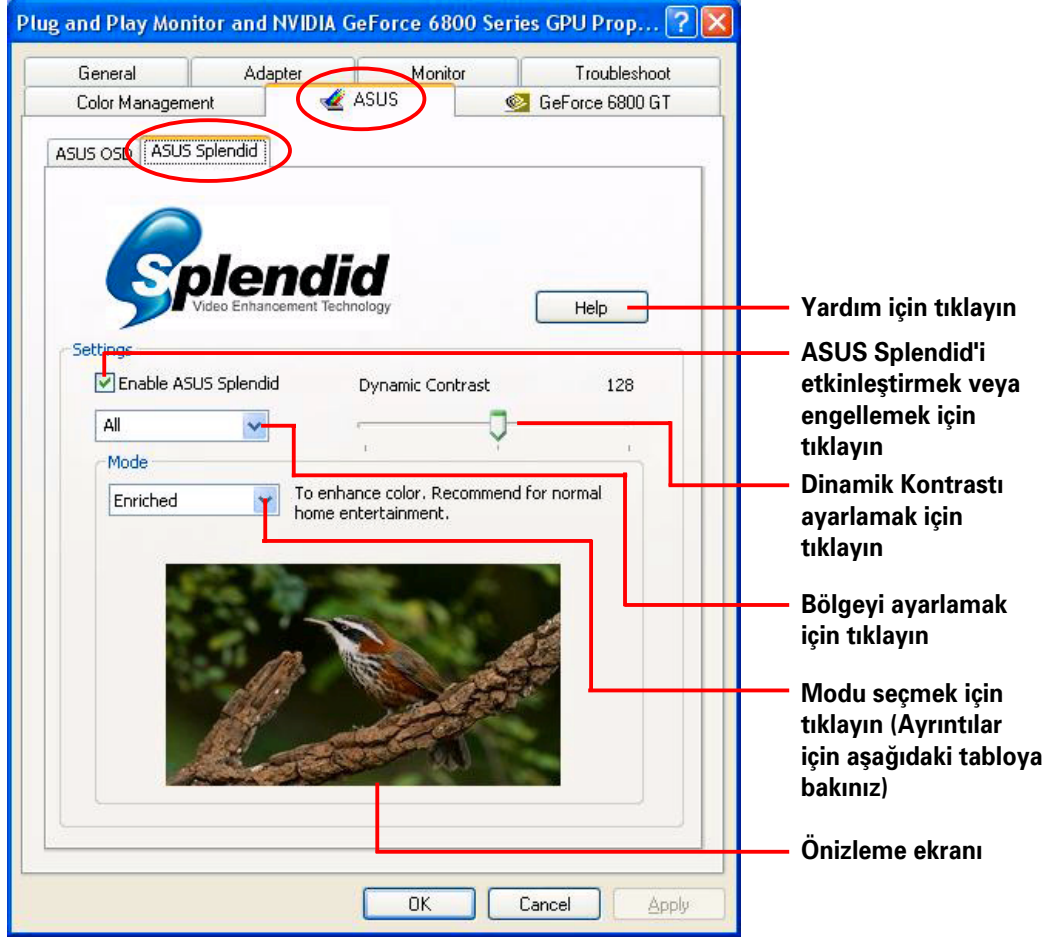 Plug and Play Monitor and NVIDIA GeForce 6800 Series GPU Prop... ?
General Adapter Monitor Troubleshoot
Color Management ASUS GeForce 6800 GT
ASUS OSD ASUS Splendid
Splendid
Video Enhancement Technology
Help
Settings
Enable ASUS Splendid Dynamic Contrast 128
All
Mode
Enriched
To enhance color. Recommend for normal
home entertainment.
OK Cancel Apply
Yardım için tıklayın
ASUS Splendid'i
etkinleştirmek veya
engellemek için
tıklayın
Dinamik Kontrastı
ayarlamak için
tıklayın
Bölgeyi ayarlamak
için tıklayın
Modu seçmek için
tıklayın (Ayrıntılar
için aşağıdaki tabloya
bakınız)
Önizleme ekranı